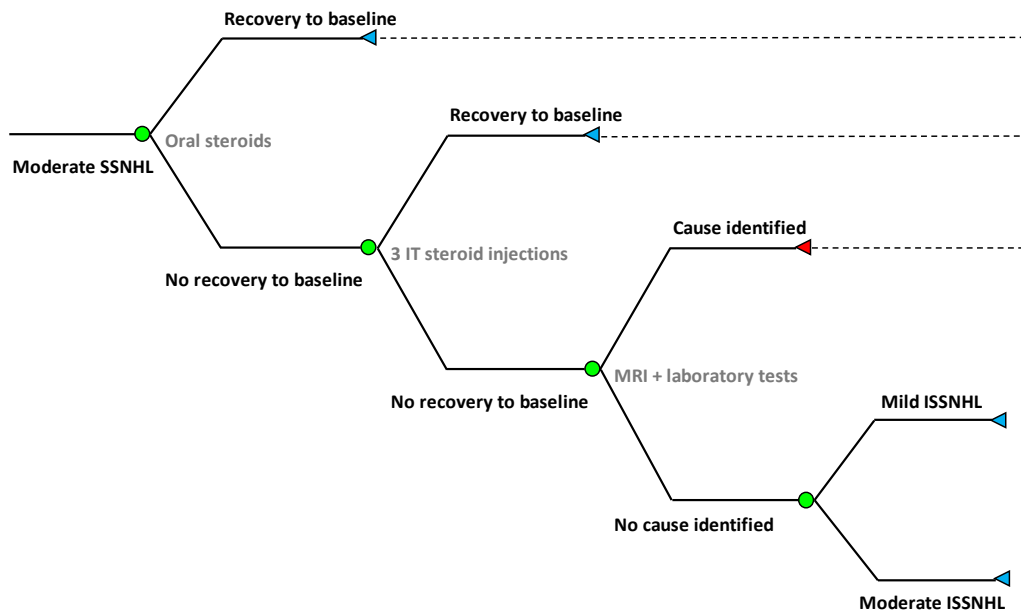 Recovery to baseline
Recovery to baseline
Oral steroids
Moderate SSNHL
Cause identified
3 IT steroid injections
No recovery to baseline
MRI + laboratory tests
No recovery to baseline
Mild ISSNHL
No cause identified
Moderate ISSNHL